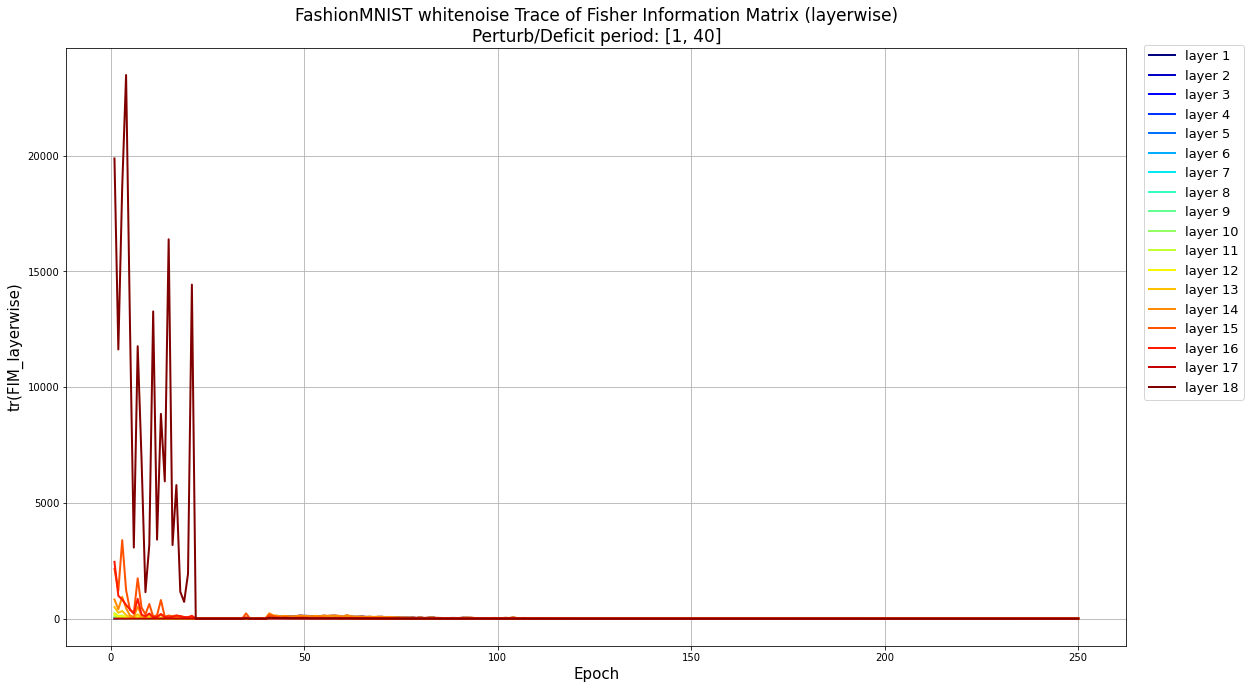 FashionMNIST whitenoise Trace of Fisher Information Matrix (layerwise)
Perturb/Deficit period: [1, 40]
tr(FIM_layerwise)
20000
15000
10000
5000
0
0
50
100
150
200
250
Epoch
layer 1
layer 2
layer 3
layer 4
layer 5
layer 6
layer 7
layer 8
layer 9
layer 10
layer 11
layer 12
layer 13
layer 14
layer 15
layer 16
layer 17
layer 18